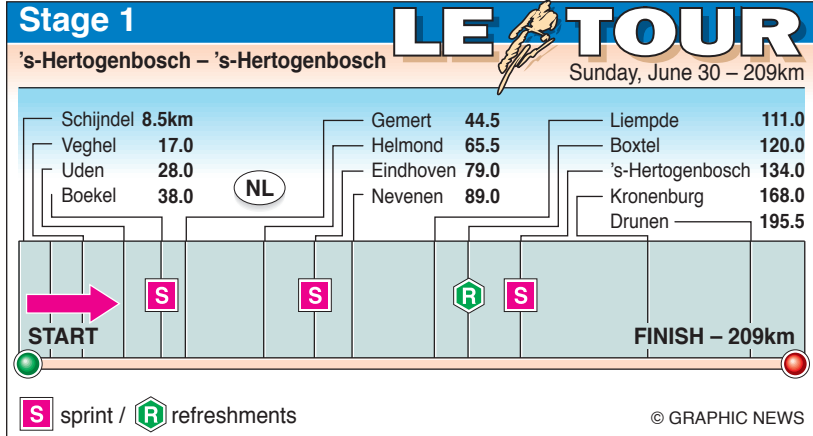 Stage 1
LE TOUR
’s-Hertogenbosch – ’s-Hertogenbosch
Sunday, June 30 – 209km
Schijndel 8.5km
Veghel 17.0
Uden 28.0
Boekel 38.0
NL
Gemert 44.5
Helmond 65.5
Eindhoven 79.0
Nevenen 89.0
Liempde 111.0
Boxtel 120.0
’s-Hertogenbosch 134.0
Kronenburg 168.0
Drunen 195.5
S S R S
START
FINISH – 209km
S sprint / R refreshments
© GRAPHIC NEWS